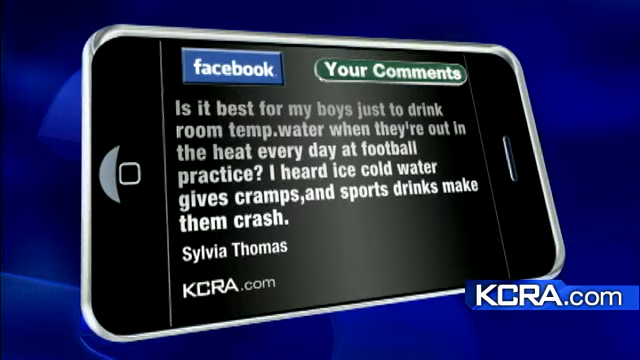 facebook
Your Comments
Is it best for my boys just to drink
room temp.water when they're out in
the heat every day at football
practice? I heard ice cold water
gives cramps,and sports drinks make
them crash.
Sylvia Thomas
KCRA.com
KCRA.com